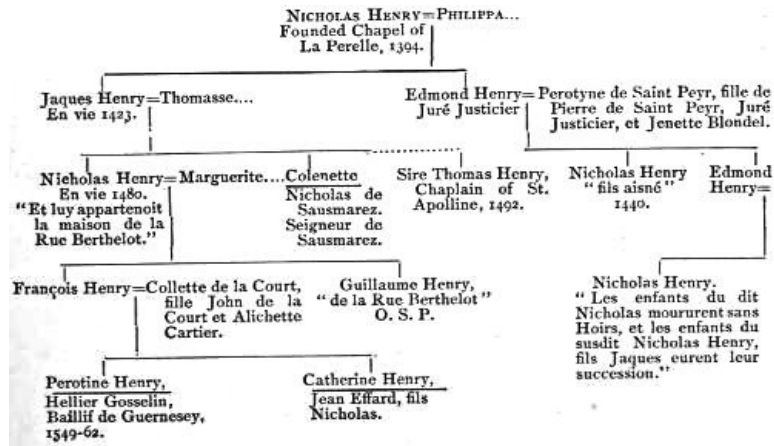 NICHOLAS HENRY=PHILIPPA...
Founded Chapel of
La Perelle, 1394.
Jaques Henry=Thomasse....
En vie 1423.
Edmond Henry=Perotyne de Saint Peyr, fille de
Juré Justicier
Pierre de Saint Peyr, Juré
Justicier, et Jenette Blondel.
Nicholas Henry=Marguerite....
En vie 1480.
"Et luy appartenoit
la maison de la
Rue Berthelot."
Colenette
Nicholas de
Sausmarez.
Seigneur de
Sausmarez.
Sire Thomas Henry,
Chaplain of St.
Apolline, 1492.
Nicholas Henry
"fils aisné"
1440.
Edmond
Henry=
François Henry=Collette de la Court,
fille John de la
Court et Alichette
Cartier.
Guillaume Henry,
"de la Rue Berthelot"
O. S. P.
Nicholas Henry.
"Les enfants du dit
Nicholas moururent sans
Hoirs, et les enfants du
susdit Nicholas Henry,
fils Jaques eurent leur
succession."
Perotine Henry,
Hellier Gosselin,
Baillif de Guernesey,
1549-62.
Catherine Henry,
Jean Effard, fils
Nicholas.